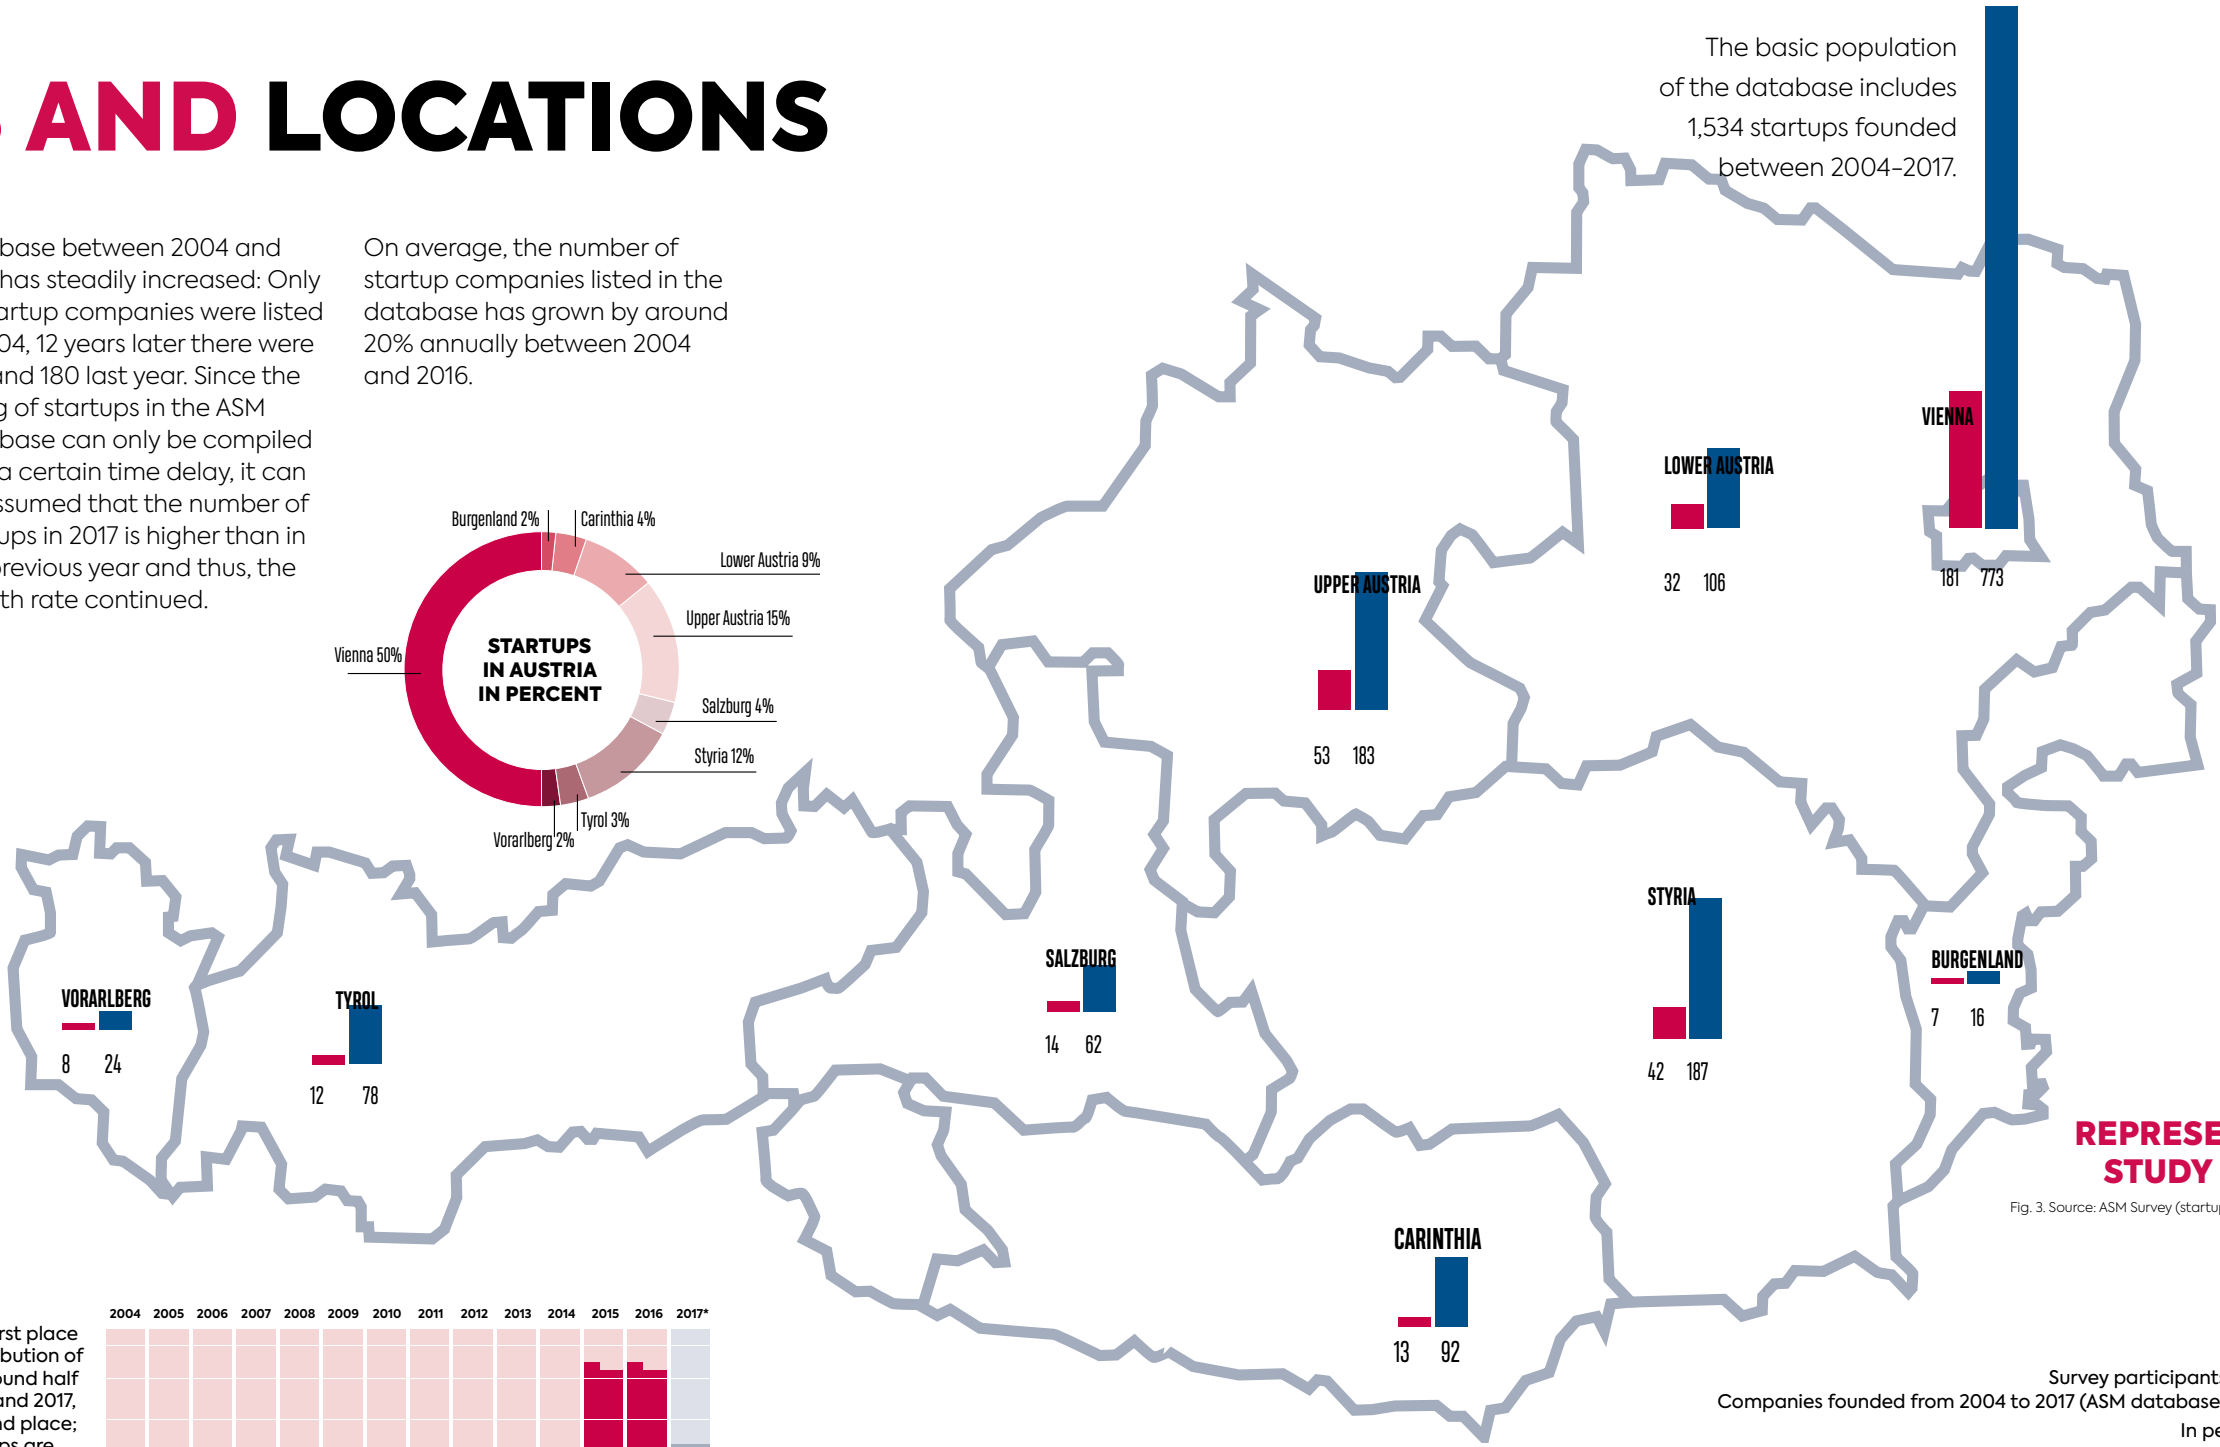 AND LOCATIONS
base between 2004 and
has steadily increased: Only
artup companies were listed
04, 12 years later there were
and 180 last year. Since the
g of startups in the ASM
base can only be compiled
a certain time delay, it can
ssumed that the number of
ups in 2017 is higher than in
previous year and thus, the
th rate continued.
On average, the number of
startup companies listed in the
database has grown by around
20% annually between 2004
and 2016.
The basic population
of the database includes
1,534 startups founded
between 2004-2017.
Burgenland 2%
Carinthia 4%
Lower Austria 9%
Upper Austria 15%
Vienna 50%
STARTUPS
IN AUSTRIA
IN PERCENT
Salzburg 4%
Styria 12%
Tyrol 3%
Vorarlberg 2%
VIENNA
181 773
LOWER AUSTRIA
32 106
UPPER AUSTRIA
53 183
STYRIA
42 187
BURGENLAND
7 16
SALZBURG
14 62
VORARLBERG
8 24
TYROL
12 78
CARINTHIA
13 92
REPRESE
STUDY
Fig. 3. Source: ASM Survey (startu
2004 2005 2006 2007 2008 2009 2010 2011 2012 2013 2014 2015 2016 2017*
rst place
bution of
ound half
and 2017,
nd place;
ps are
Survey participant
Companies founded from 2004 to 2017 (ASM database
In pe